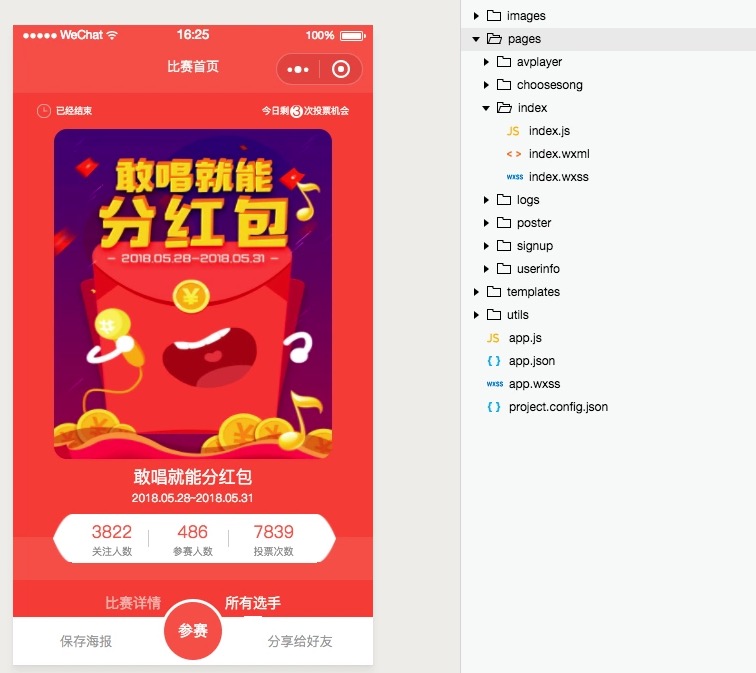 WeChat
16:25
100%
比赛首页
已经结束
今日剩3次投票机会
敢唱就能
分红包
2018.05.28-2018.05.31
敢唱就能分红包
2018.05.28-2018.05.31
3822
486
7839
关注人数
参赛人数
投票次数
比赛详情
所有选手
保存海报
参赛
分享给好友
images
pages
avplayer
choosesong
index
JS index.js
< > index.wxml
wxss index.wxss
logs
poster
signup
userinfo
templates
utils
JS app.js
{ } app.json
wxss app.wxss
{ } project.config.json